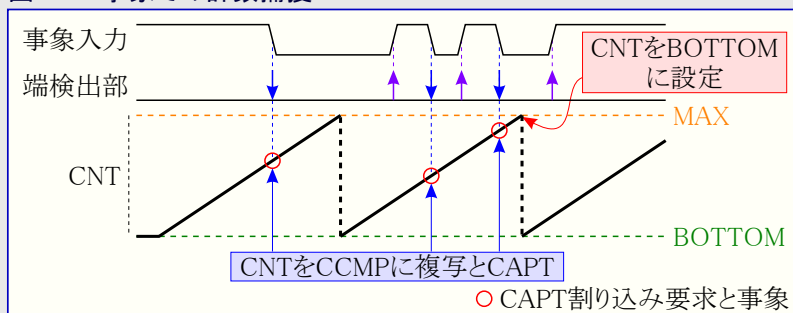 事象入力
端検出部
CNTをBOTTOM
に設定
MAX
CNT
BOTTOM
CNTをCCMPに複写とCAPT
CAPT割り込み要求と事象